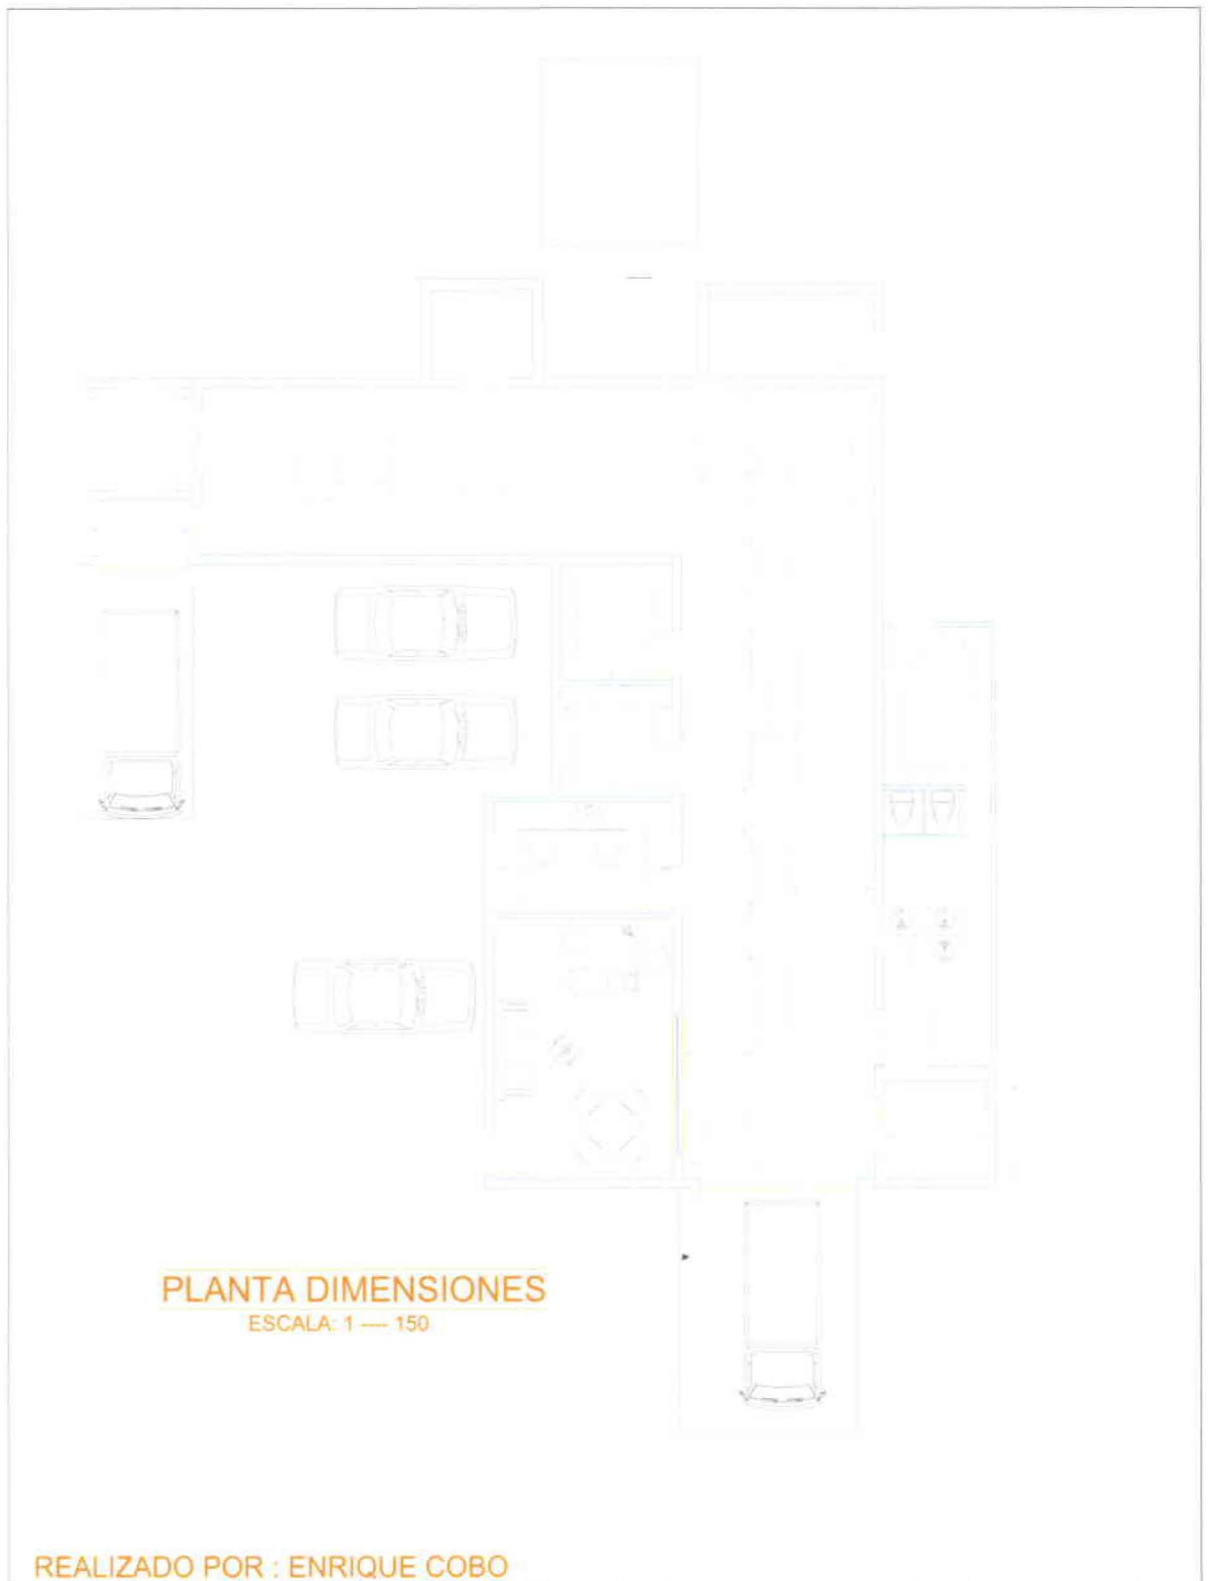 PLANTA DIMENSIONES
ESCALA: 1 ---- 150
REALIZADO POR : ENRIQUE COBO